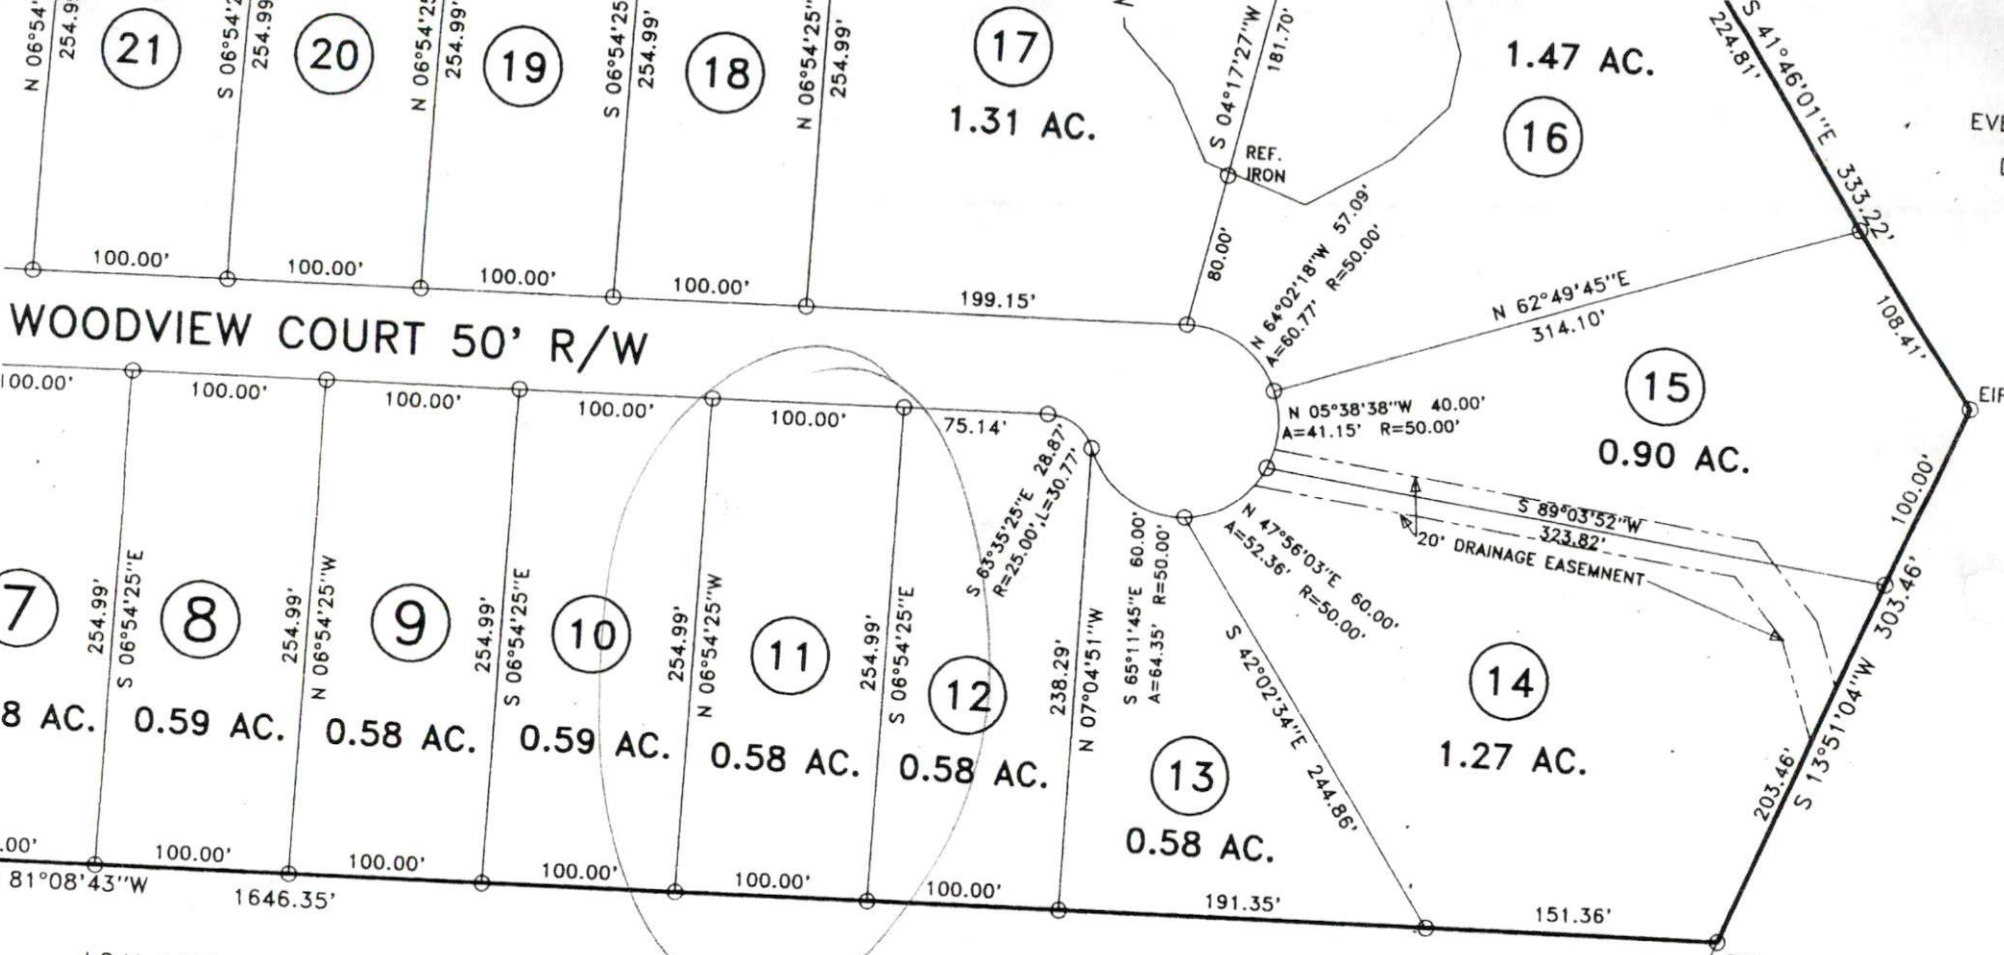 N 06°54'
254.99'
21
S 06°54'2
254.99
20
N 06°54'25
254.99'
19
S 06°54'25
254.99'
18
N 06°54'25"
254.99'
17
1.31 AC.
S 04°17'27"W
181.70'
REF.
IRON
80.00'
1.47 AC.
16
S 41°46'01"E 333.22'
224.81'
EVE
100.00'
100.00'
100.00'
100.00'
199.15'
N 64°02'18"W 57.09'
A=60.77' R=50.00'
N 62°49'45"E
314.10'
108.41'
WOODVIEW COURT 50' R/W
15
0.90 AC.
EIF
N 05°38'38"W 40.00'
A=41.15' R=50.00'
100.00'
100.00'
100.00'
100.00'
100.00'
75.14'
S 63°35'25"E 28.87'
R=25.00',L=30.77'
S 89°03'52"W
323.82'
20' DRAINAGE EASEMNENT
100.00'
S 13°51'04"W 303.46'
203.46'
N 47°56'03"E 60.00'
A=52.36' R=50.00'
S 65°11'45"E 60.00'
A=64.35' R=50.00'
S 42°02'34"E 244.86'
7
8 AC.
254.99'
S 06°54'25"E
8
0.59 AC.
254.99'
N 06°54'25"W
9
0.58 AC.
254.99'
S 06°54'25"E
10
0.59 AC.
254.99'
N 06°54'25"W
11
0.58 AC.
254.99'
S 06°54'25"E
12
0.58 AC.
238.29'
N 07°04'51"W
13
0.58 AC.
14
1.27 AC.
.00'
100.00'
100.00'
100.00'
100.00'
100.00'
191.35'
151.36'
81°08'43"W
1646.35'